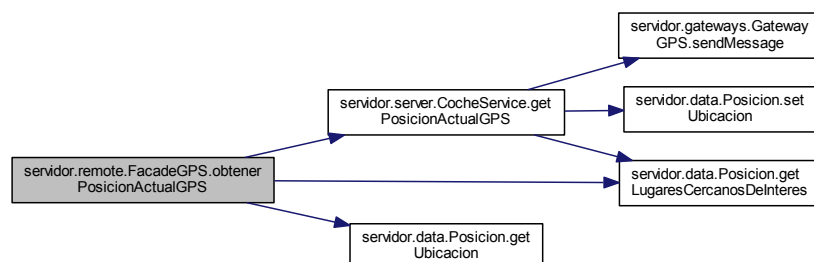 servidor.gateways.Gateway
GPS.sendMessage
servidor.server.CocheService.get
PosicionActualGPS
servidor.data.Posicion.set
Ubicacion
servidor.remote.FacadeGPS.obtener
PosicionActualGPS
servidor.data.Posicion.get
LugaresCercanosDeInteres
servidor.data.Posicion.get
Ubicacion